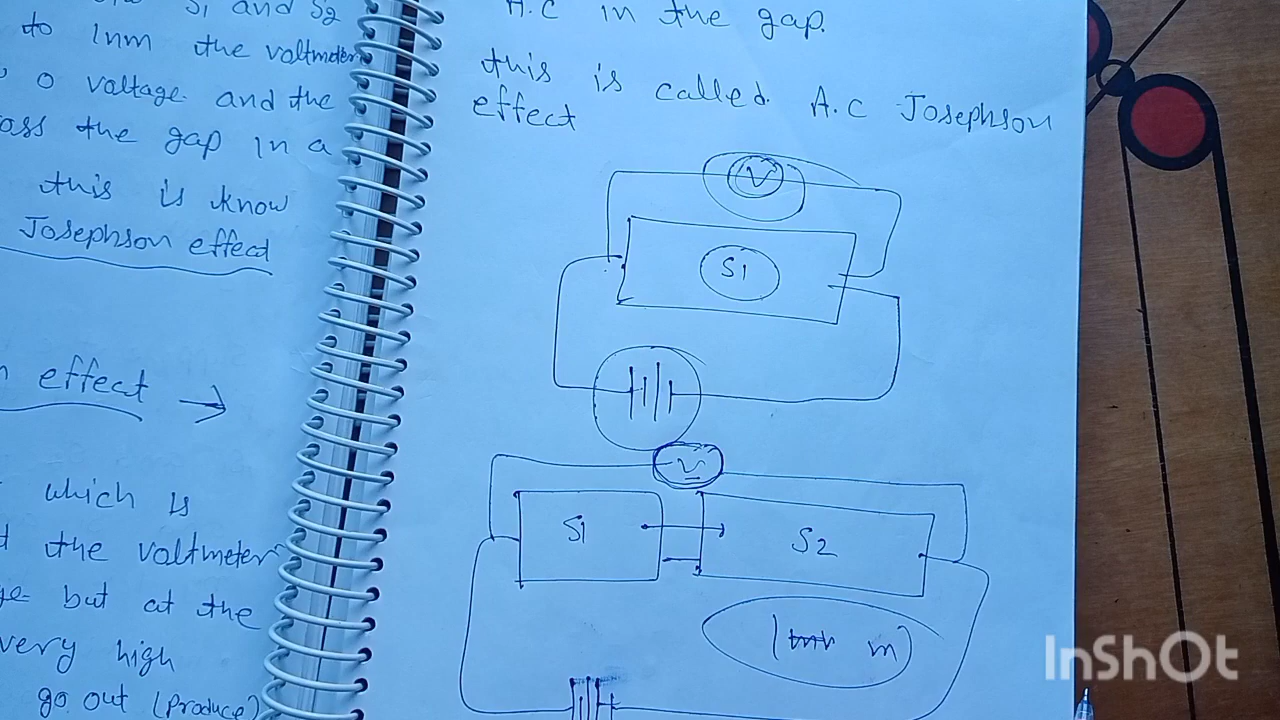 S1 and S2
to 1nm the voltmeter
0 voltage and the
the gap in a
this is know
Josephson effect
effect →
which is
the voltmeter
but at the
very high
go out (produce)
A.C in the gap.
this is called A.C Josephson
effect
V
S1
V
S1
S2
m)
InShOt